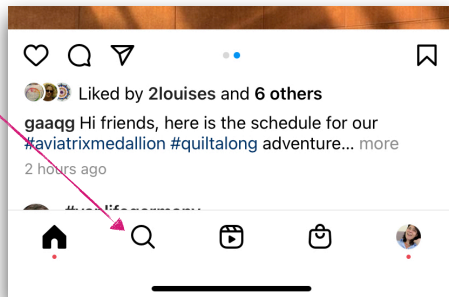 Liked by 2louises and 6 others
gaaqg Hi friends, here is the schedule for our
#aviatrixmedallion #quiltalong adventure... more
2 hours ago